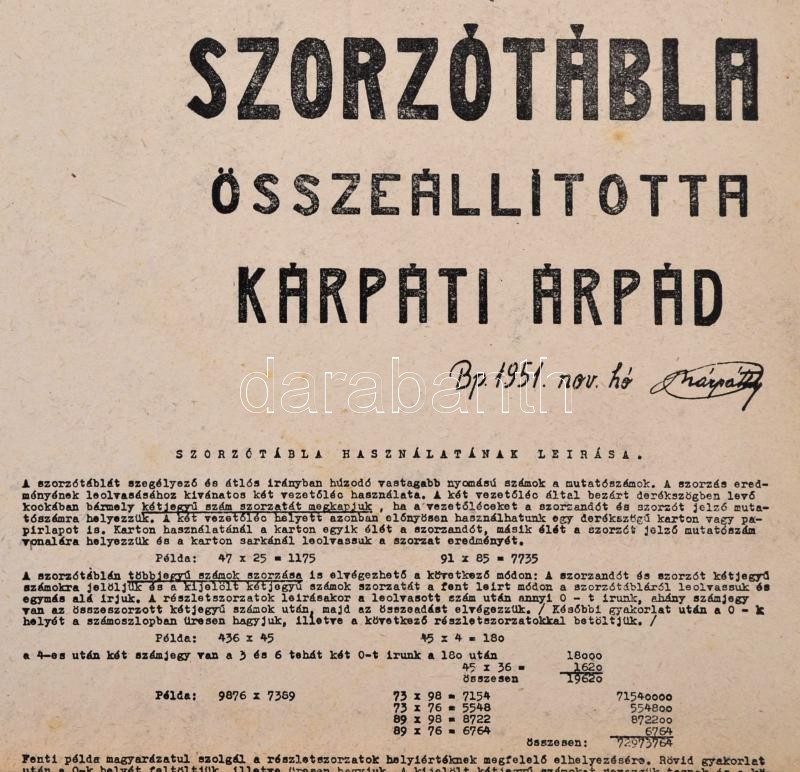 SZORZÓTÁBLA
ÖSSZEÁLLÍTOTTA
KÁRPÁTI ÁRPÁD
Bp. 1951. nov. hó Kárpáti
darabanth
SZORZÓTÁBLA HASZNÁLATÁNAK LEIRÁSA.
A szorzótáblát szegélyező és átlós irányban húzódó vastagabb nyomású számok a mutatószámok. A szorzás ered-
ményének leolvasásához kívánatos két vezetőléc használata. A két vezetőléc által bezárt derékszögben levő
kockában bármely kétjegyű szám szorzatát megkapjuk , ha a vezetőléceket a szorzandót és szorzót jelző muta-
tószámra helyezzük. A két vezetőléc helyett azonban előnyösen használhatunk egy derékszögű karton vagy pa-
pirlapot is. Karton használatánál a karton egyik élét a szorzandót, másik élét a szorzót jelző mutatószám
vonalára helyezzük és a karton sarkánál leolvassuk a szorzat eredményét.
Példa: 47 x 25 = 1175 91 x 85 = 7735
A szorzótáblán többjegyű számok szorzása is elvégezhető a következő módon: A szorzandót és szorzót kétjegyű
számokra jelöljük és a kijelölt kétjegyű számok szorzatát a fent leirt módon a szorzótábláról leolvassuk és
egymás alá irjuk. A részletszorzatok leirásakor a leolvasott szám után annyi 0 - t irunk, ahány számjegy
van az összeszorzott kétjegyű számok után, majd az összeadást elvégezzük. / Későbbi gyakorlat után a 0 - k
helyét a számoszlopban üresen hagyjuk, illetve a következő részletszorzatokkal betöltjük. /
Példa: 436 x 45 45 x 4 = 180
a 4-es után két számjegy van a 3 és 6 tehát két 0-t irunk a 180 után 18000
45 x 36 = 1620
összesen 19620
Példa: 9876 x 7389 73 x 98 = 7154 71540000
73 x 76 = 5548 554800
89 x 98 = 8722 872200
89 x 76 = 6764 6764
összesen: 72973764
Fenti példa magyarázatul szolgál a részletszorzatok helyiértéknek megfelelő elhelyezésére. Rövid gyakorlat